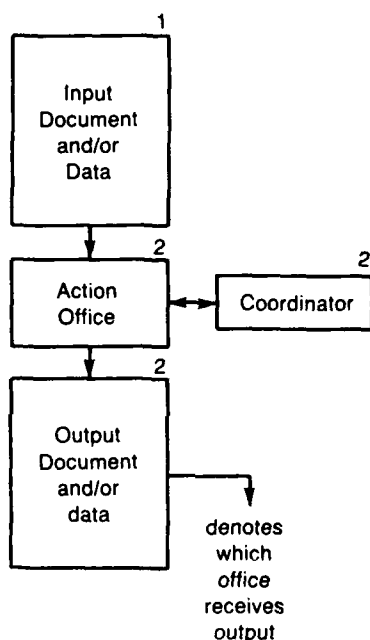 1
Input
Document
and/or
Data
2
Action
Office
2
Coordinator
2
Output
Document
and/or
data
denotes
which
office
receives
output